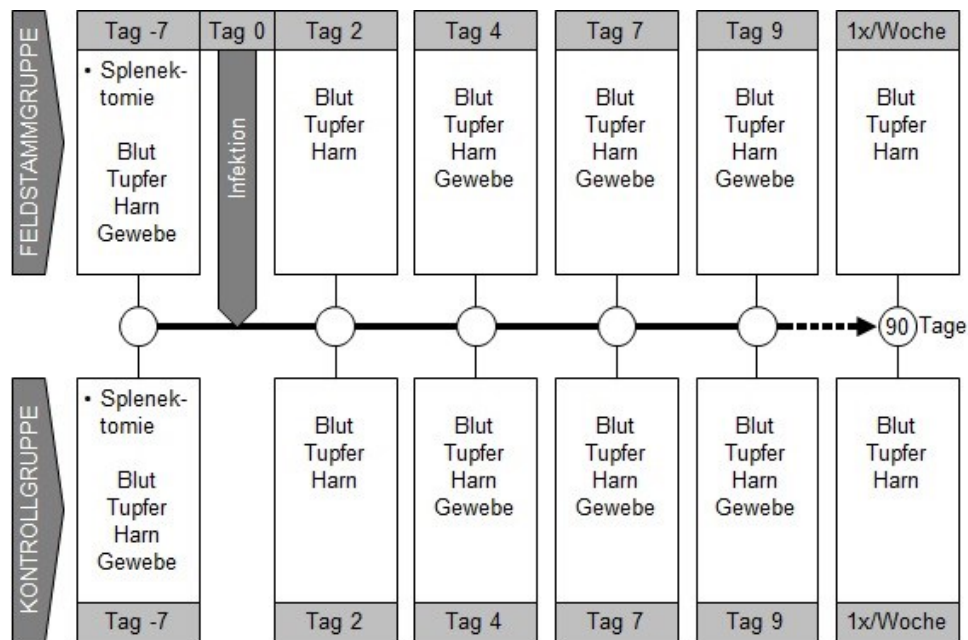 FELDSTAMMGRUPPE
Tag -7
• Splenek-
tomie
Blut
Tupfer
Harn
Gewebe
Tag 0
Infektion
Tag 2
Blut
Tupfer
Harn
Tag 4
Blut
Tupfer
Harn
Gewebe
Tag 7
Blut
Tupfer
Harn
Gewebe
Tag 9
Blut
Tupfer
Harn
Gewebe
1x/Woche
Blut
Tupfer
Harn
90 Tage
KONTROLLGRUPPE
• Splenek-
tomie
Blut
Tupfer
Harn
Gewebe
Tag -7
Blut
Tupfer
Harn
Tag 2
Blut
Tupfer
Harn
Gewebe
Tag 4
Blut
Tupfer
Harn
Gewebe
Tag 7
Blut
Tupfer
Harn
Gewebe
Tag 9
Blut
Tupfer
Harn
1x/Woche